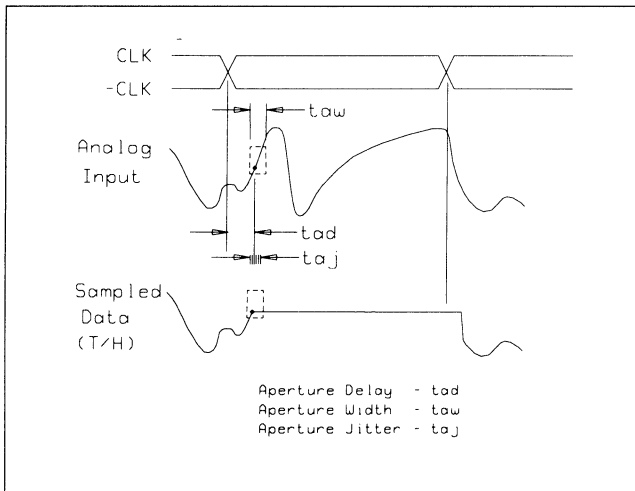 CLK
-CLK
taw
Analog
Input
tad
taj
Sampled
Data
(T/H)
Aperture Delay - tad
Aperture Width - taw
Aperture Jitter - taj